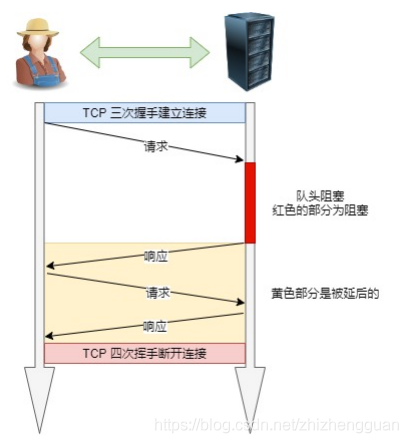 TCP 三次握手建立连接
请求
队头阻塞
红色的部分为阻塞
响应
请求
黄色部分是被延后的
响应
TCP 四次挥手断开连接
https://blog.csdn.net/zhizhengguan